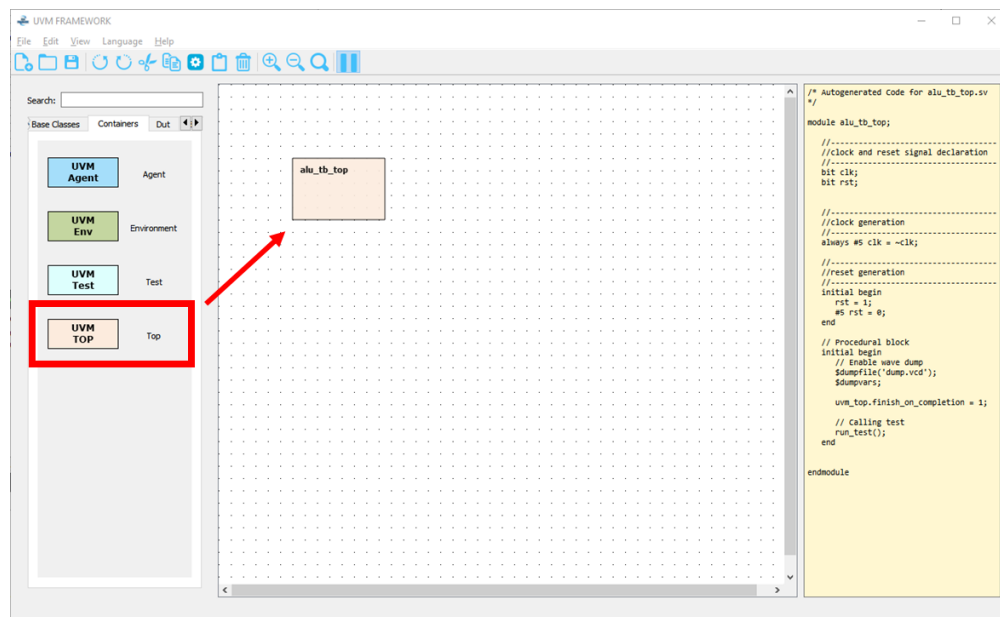 UVM FRAMEWORK
File Edit View Language Help
Search:
Base Classes Containers Dut
UVM
Agent
Agent
UVM
Env
Environment
UVM
Test
Test
UVM
TOP
Top
alu_tb_top
/* Autogenerated Code for alu_tb_top.sv
*/
module alu_tb_top;
//---------------------------------
//clock and reset signal declaration
//---------------------------------
bit clk;
bit rst;
//---------------------------------
//clock generation
//---------------------------------
always #5 clk = ~clk;
//---------------------------------
//reset generation
//---------------------------------
initial begin
rst = 1;
#5 rst = 0;
end
// Procedural block
initial begin
// Enable wave dump
$dumpfile('dump.vcd');
$dumpvars;
uvm_top.finish_on_completion = 1;
// Calling test
run_test();
end
endmodule